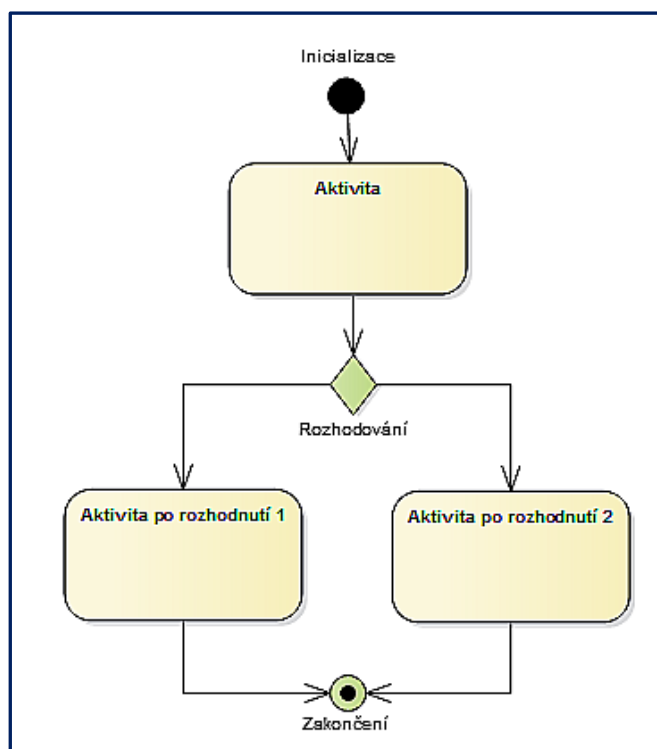 Inicializace
Aktivita
Rozhodování
Aktivita po rozhodnutí 1
Aktivita po rozhodnutí 2
Zakončení